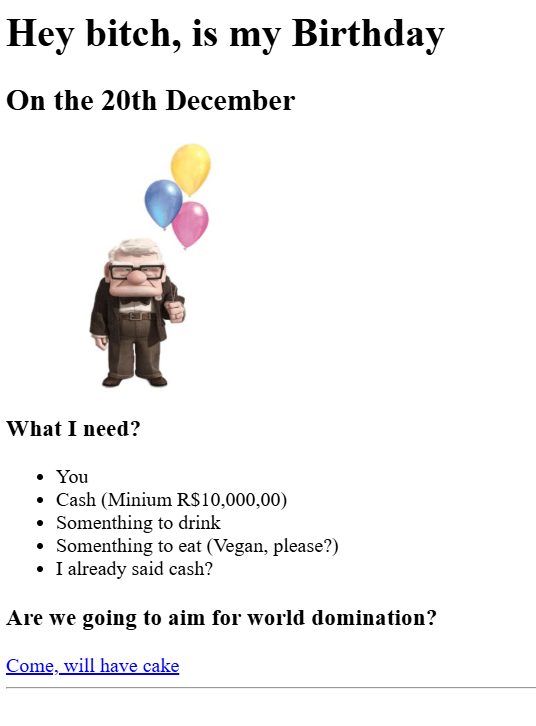 Hey bitch, is my Birthday
On the 20th December
What I need?
You
Cash (Minium R$10,000,00)
Somenthing to drink
Somenthing to eat (Vegan, please?)
I already said cash?
Are we going to aim for world domination?
Come, will have cake